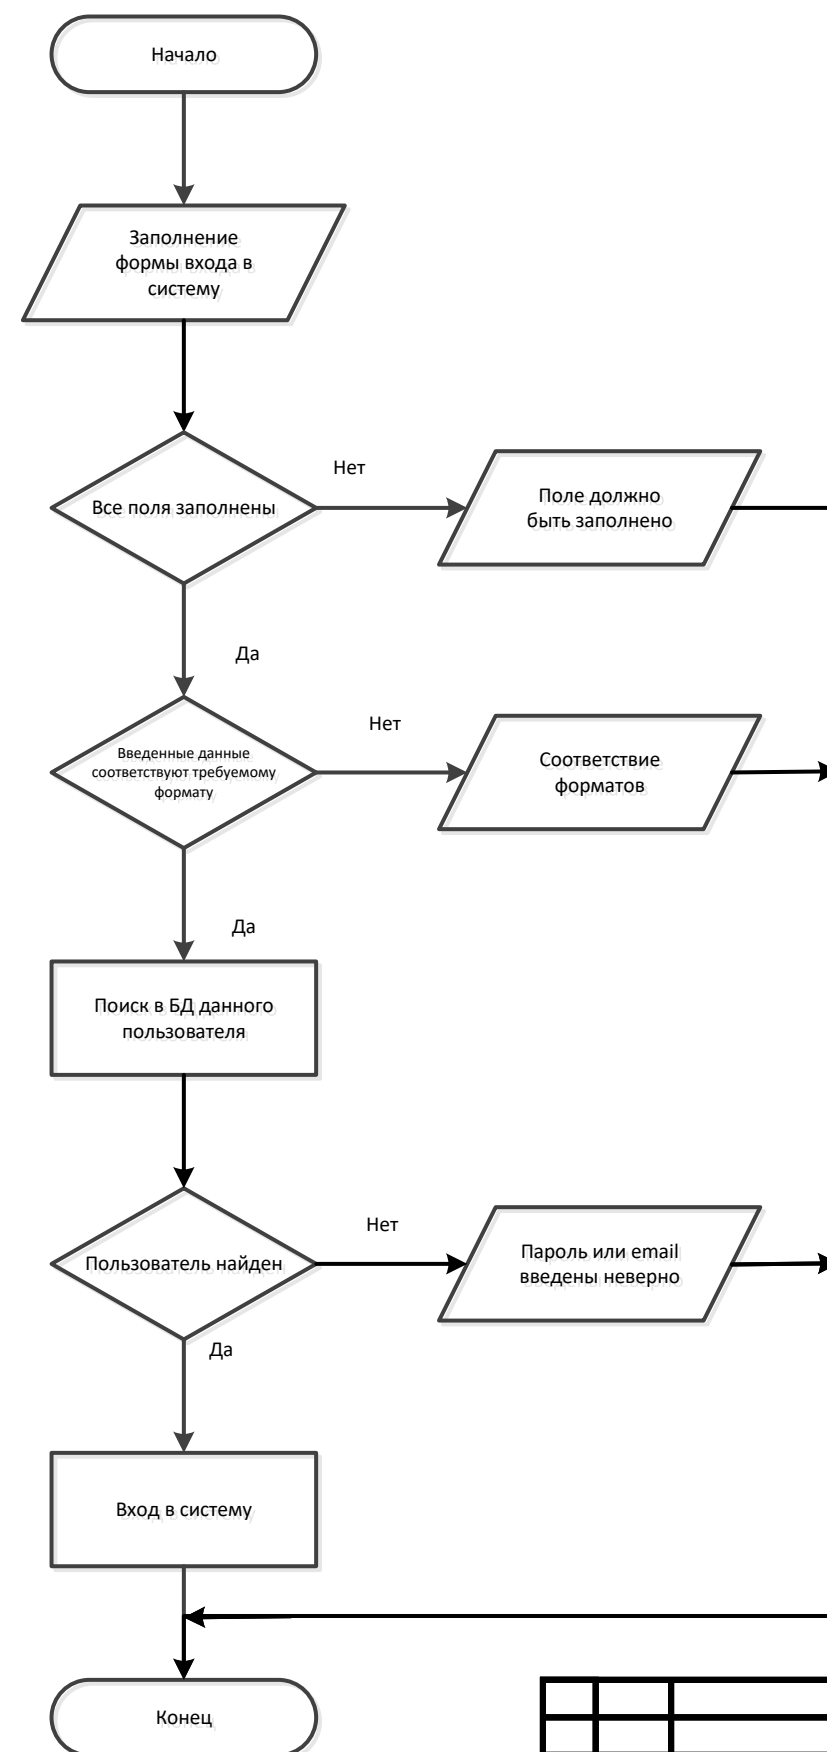 Начало
Заполнение
формы входа в
систему
Все поля заполнены
Нет
Поле должно
быть заполнено
Да
Введенные данные
соответствуют требуемому
формату
Нет
Соответствие
форматов
Да
Поиск в БД данного
пользователя
Пользователь найден
Нет
Пароль или email
введены неверно
Да
Вход в систему
Конец